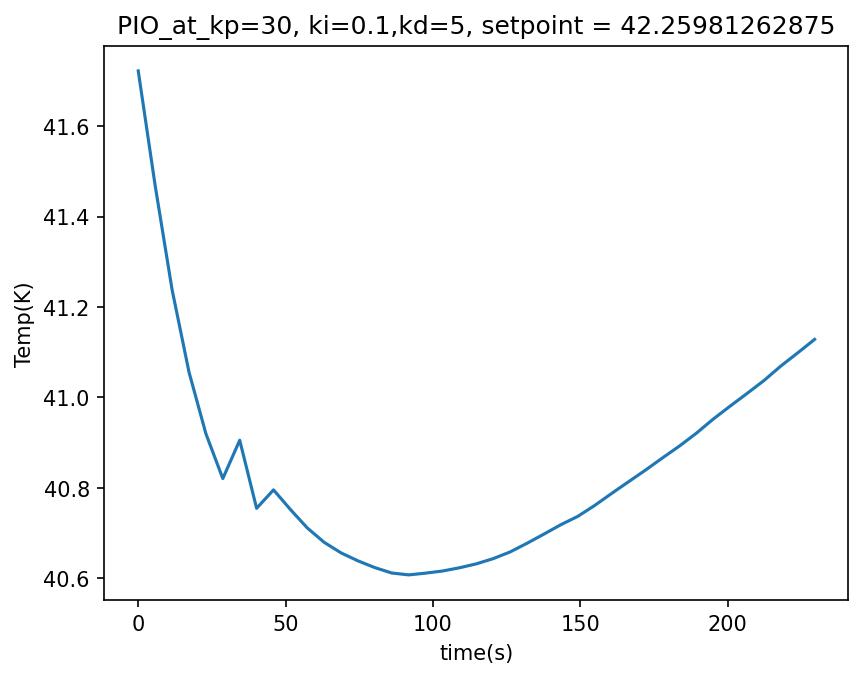 PIO_at_kp=30, ki=0.1,kd=5, setpoint = 42.25981262875
41.6
41.4
41.2
41.0
40.8
40.6
Temp(K)
0 50 100 150 200
time(s)